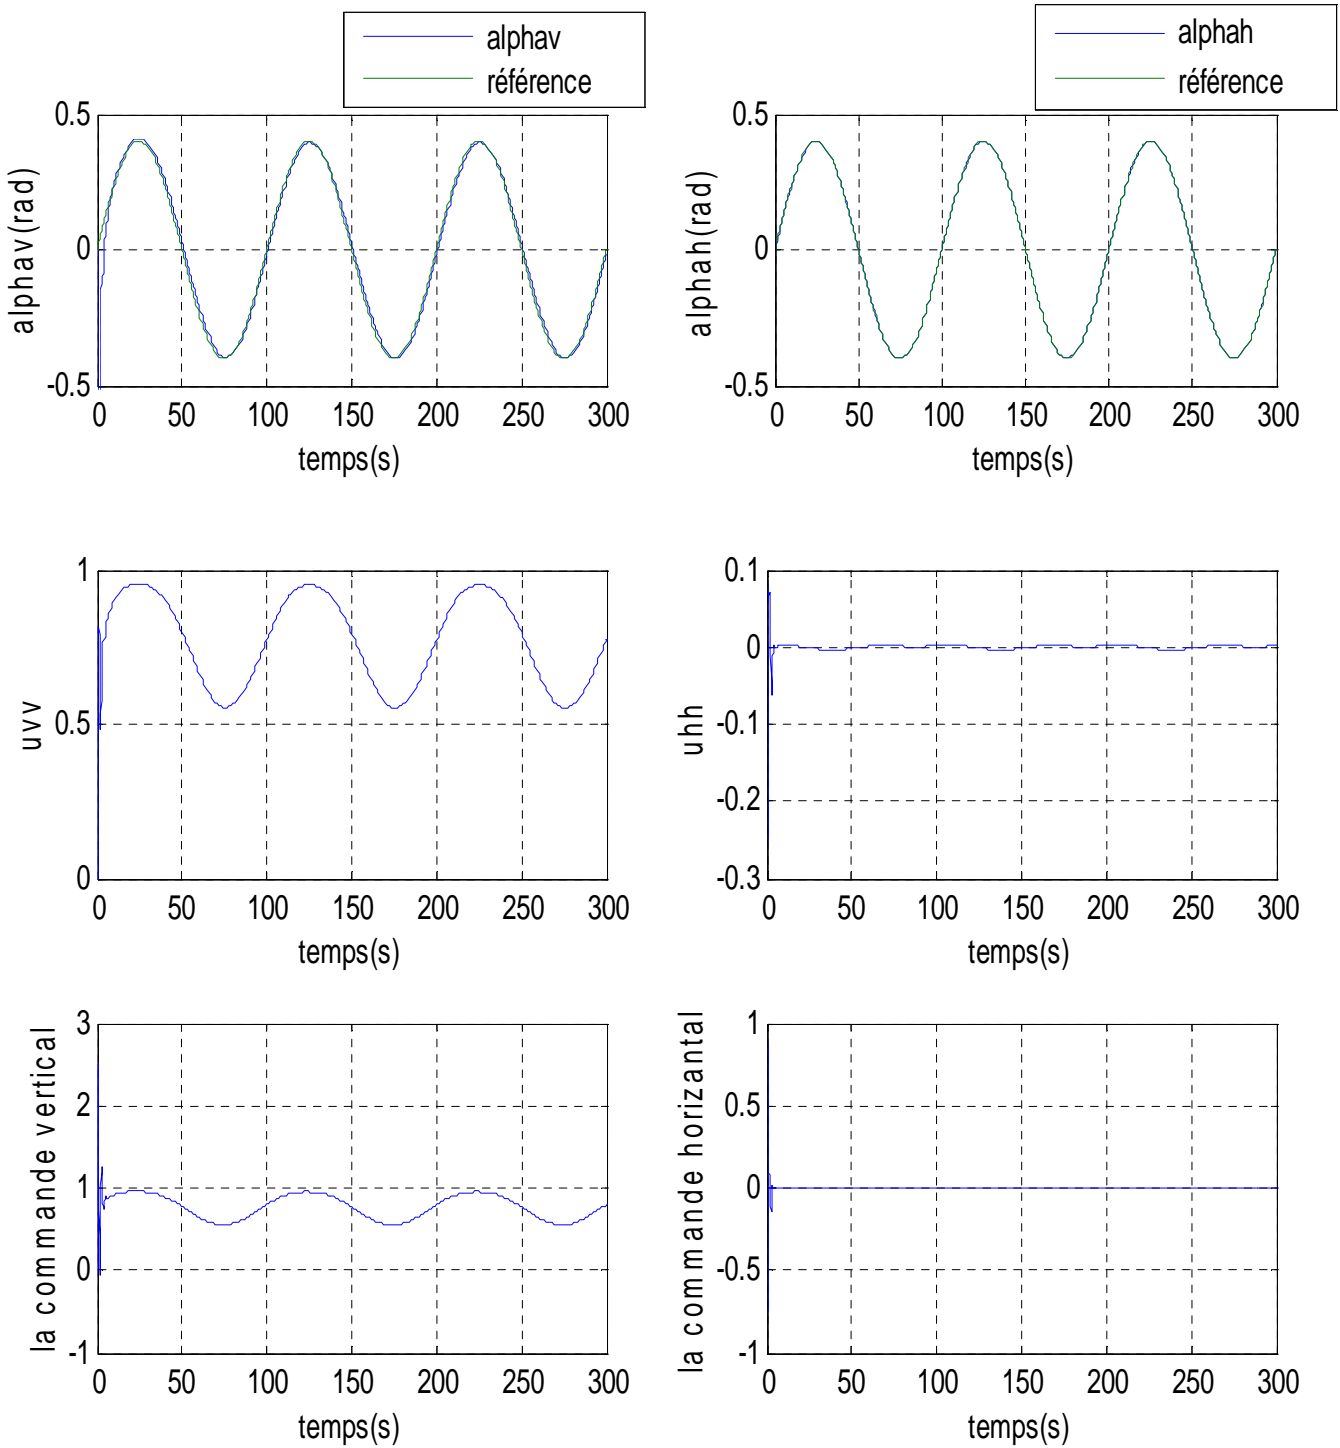 alphav
référence
0.5
0
-0.5
alphav(rad)
0 50 100 150 200 250 300
temps(s)
alphah
référence
0.5
0
-0.5
alphah(rad)
0 50 100 150 200 250 300
temps(s)
1
0.5
0
uvv
0 50 100 150 200 250 300
temps(s)
0.1
0
-0.1
-0.2
-0.3
uhh
0 50 100 150 200 250 300
temps(s)
3
2
1
0
-1
la commande vertical
0 50 100 150 200 250 300
temps(s)
1
0.5
0
-0.5
-1
la commande horizantal
0 50 100 150 200 250 300
temps(s)